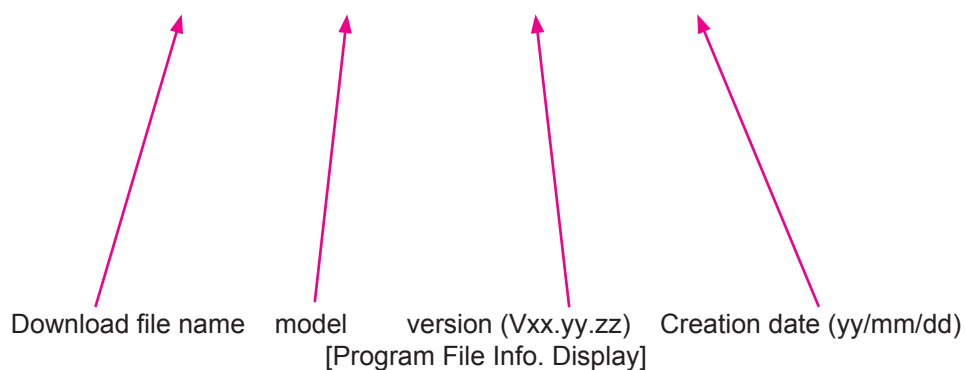 Download file name model version (Vxx.yy.zz) Creation date (yy/mm/dd)
[Program File Info. Display]